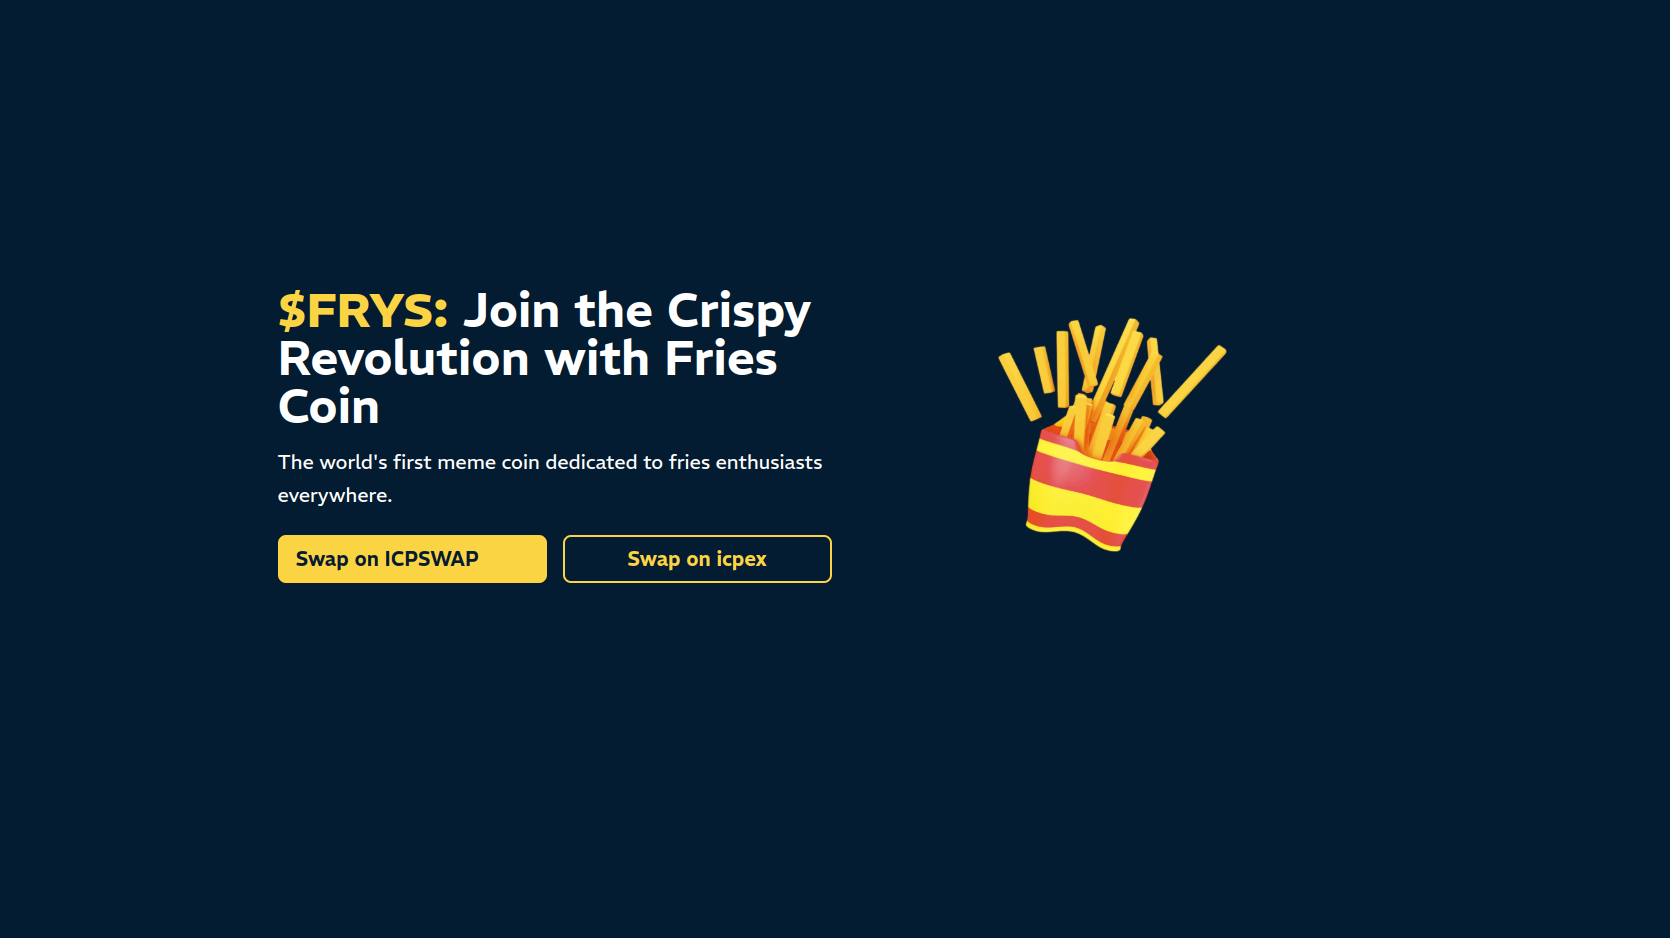 $FRYS: Join the Crispy
Revolution with Fries
Coin
The world's first meme coin dedicated to fries enthusiasts
everywhere.
Swap on ICPSWAP
Swap on icpex